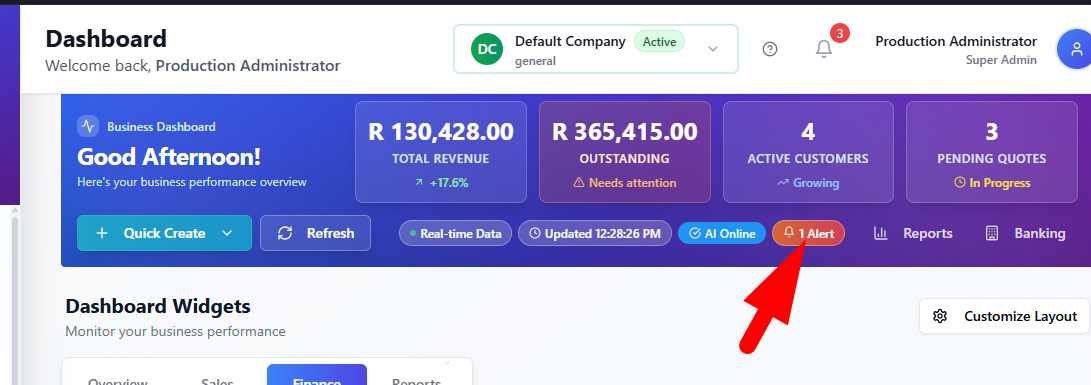 Dashboard
Welcome back, Production Administrator
DC
Default Company
Active
general
3
Production Administrator
Super Admin
Business Dashboard
Good Afternoon!
Here's your business performance overview
R 130,428.00
TOTAL REVENUE
+17.6%
R 365,415.00
OUTSTANDING
Needs attention
4
ACTIVE CUSTOMERS
Growing
3
PENDING QUOTES
In Progress
Quick Create
Refresh
Real-time Data
Updated 12:28:26 PM
AI Online
1 Alert
Reports
Banking
Dashboard Widgets
Monitor your business performance
Customize Layout
Overview
Sales
Finance
Reports